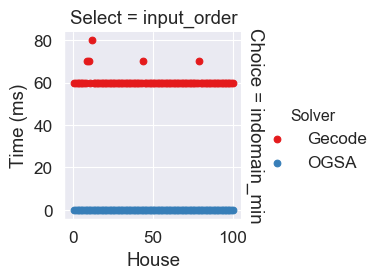 Select = input_order
80
60
40
20
0
Time (ms)
0
50
100
House
Choice = indomain_min
Solver
Gecode
OGSA